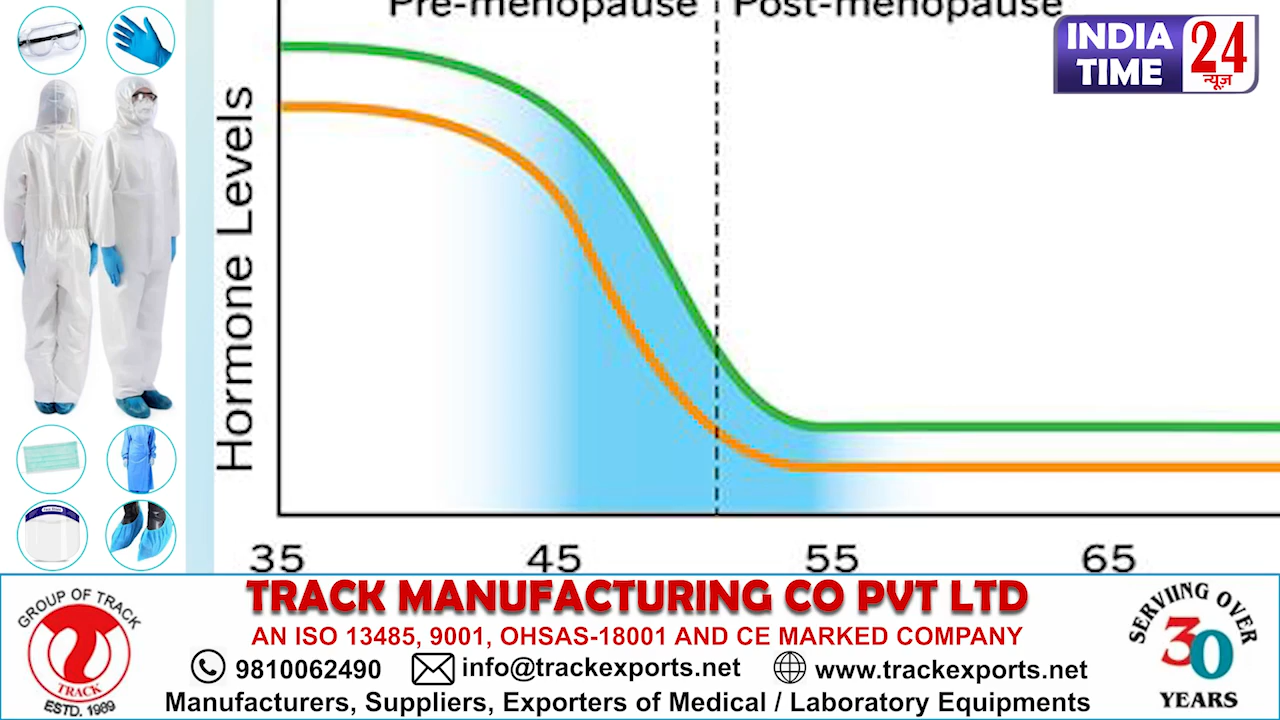 Pre-menopause
Post-menopause
INDIA
TIME
24
न्यूज़
Hormone Levels
35
45
55
65
GROUP OF TRACK
TRACK
ESTD. 1989
TRACK MANUFACTURING CO PVT LTD
AN ISO 13485, 9001, OHSAS-18001 AND CE MARKED COMPANY
9810062490
info@trackexports.net
www.trackexports.net
Manufacturers, Suppliers, Exporters of Medical / Laboratory Equipments
SERVIING OVER
30
YEARS